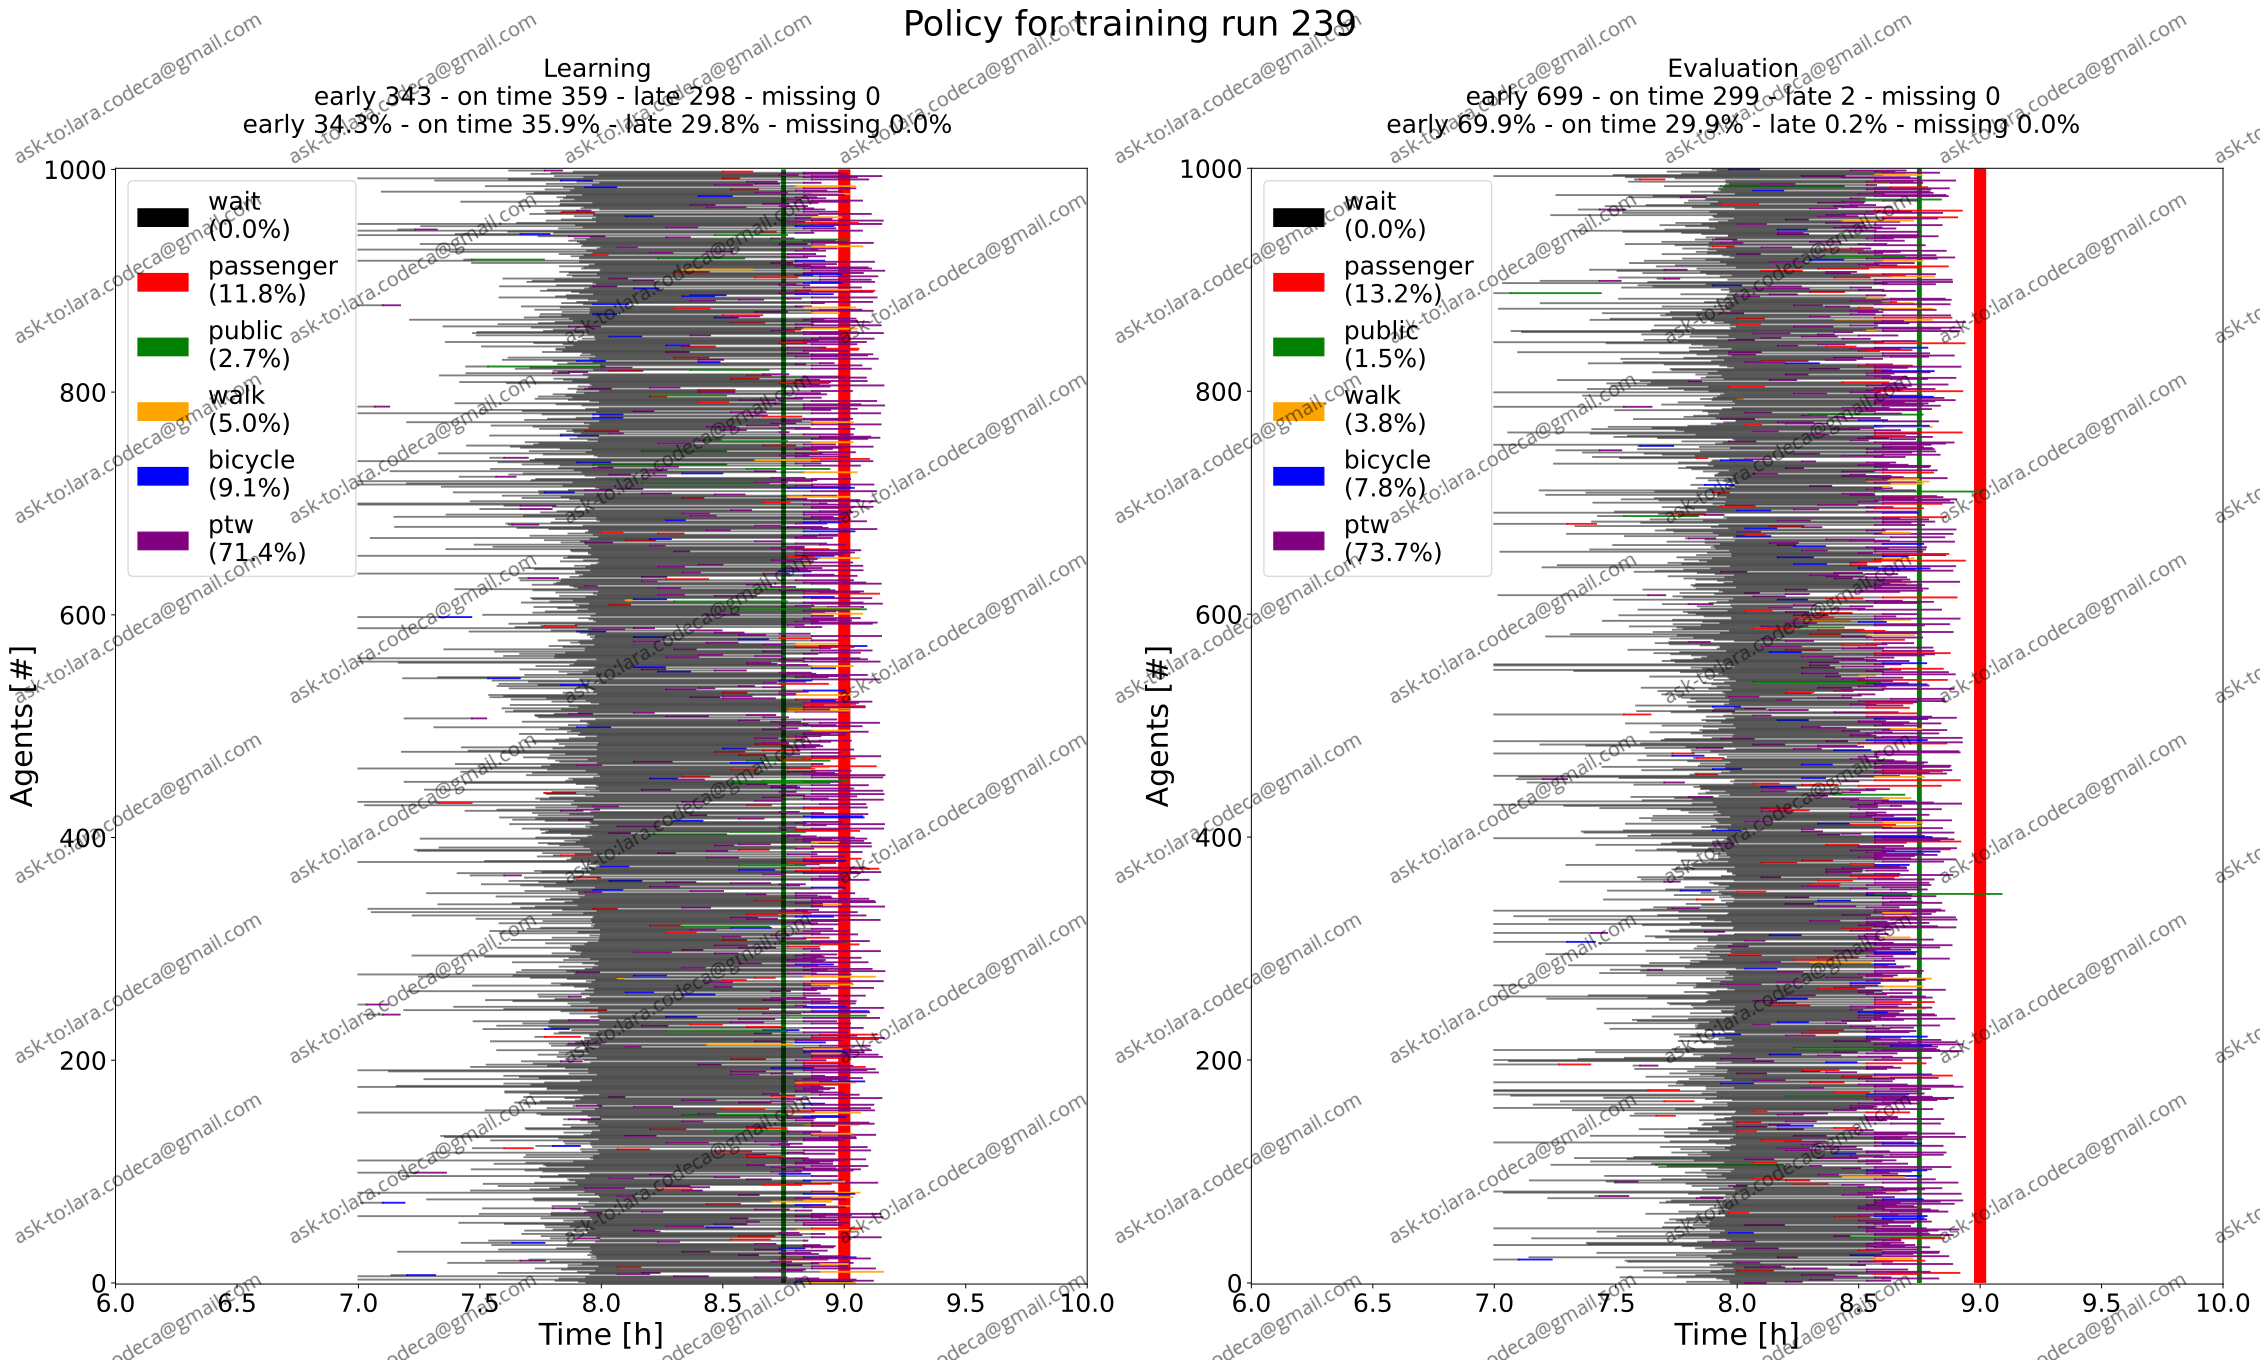 Policy for training run 239
Learning
early 343 - on time 359 - late 298 - missing 0
early 34.3% - on time 35.9% - late 29.8% - missing 0.0%
1000
800
600
400
200
0
Agents [#]
wait
(0.0%)
passenger
(11.8%)
public
(2.7%)
walk
(5.0%)
bicycle
(9.1%)
ptw
(71.4%)
6.0 6.5 7.0 7.5 8.0 8.5 9.0 9.5 10.0
Time [h]
Evaluation
early 699 - on time 299 - late 2 - missing 0
early 69.9% - on time 29.9% - late 0.2% - missing 0.0%
1000
800
600
400
200
0
Agents [#]
wait
(0.0%)
passenger
(13.2%)
public
(1.5%)
walk
(3.8%)
bicycle
(7.8%)
ptw
(73.7%)
6.0 6.5 7.0 7.5 8.0 8.5 9.0 9.5 10.0
Time [h]
ask-to:lara.codeca@gmail.com